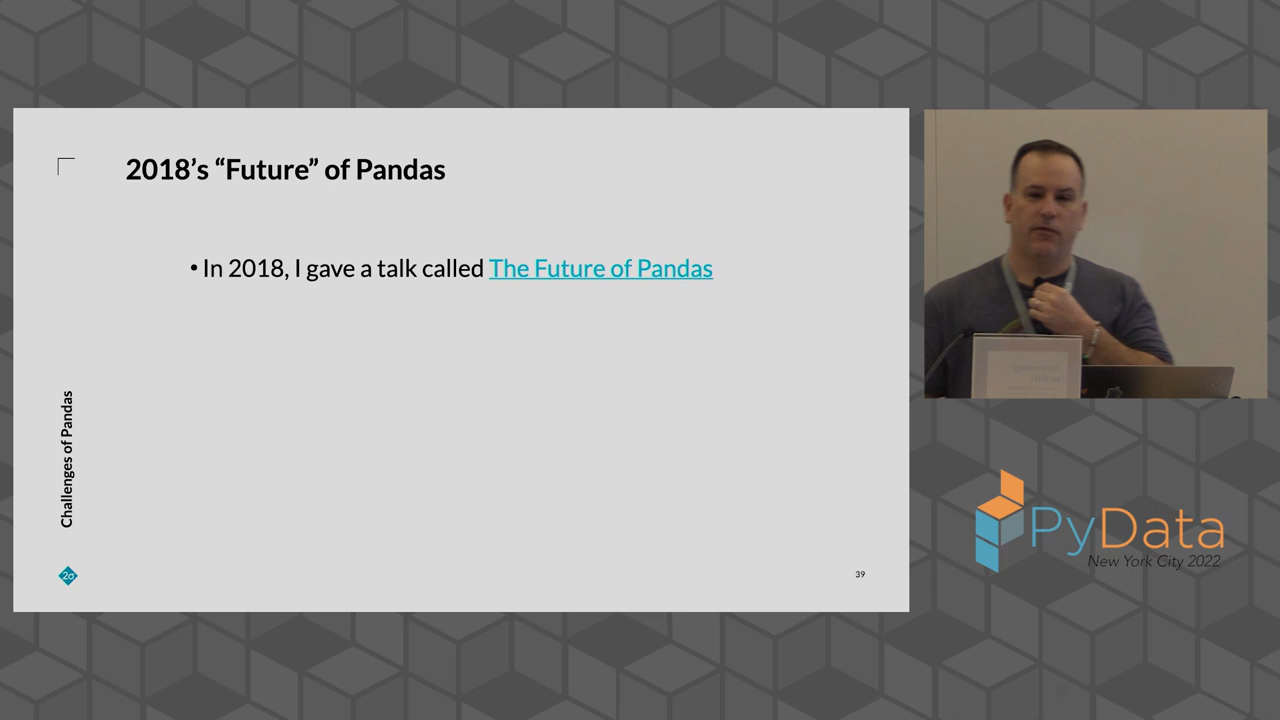 2018’s “Future” of Pandas
• In 2018, I gave a talk called The Future of Pandas
Challenges of Pandas
2σ
39
PyData
New York City 2022